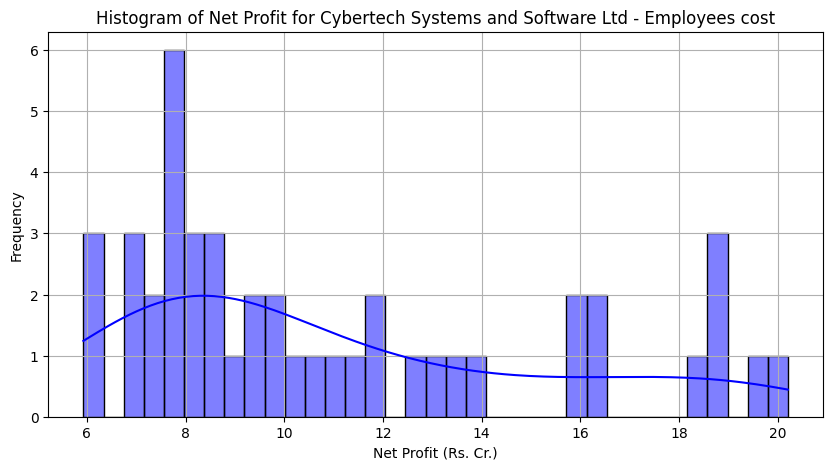 Histogram of Net Profit for Cybertech Systems and Software Ltd - Employees cost
6
5
4
3
2
1
0
Frequency
6 8 10 12 14 16 18 20
Net Profit (Rs. Cr.)